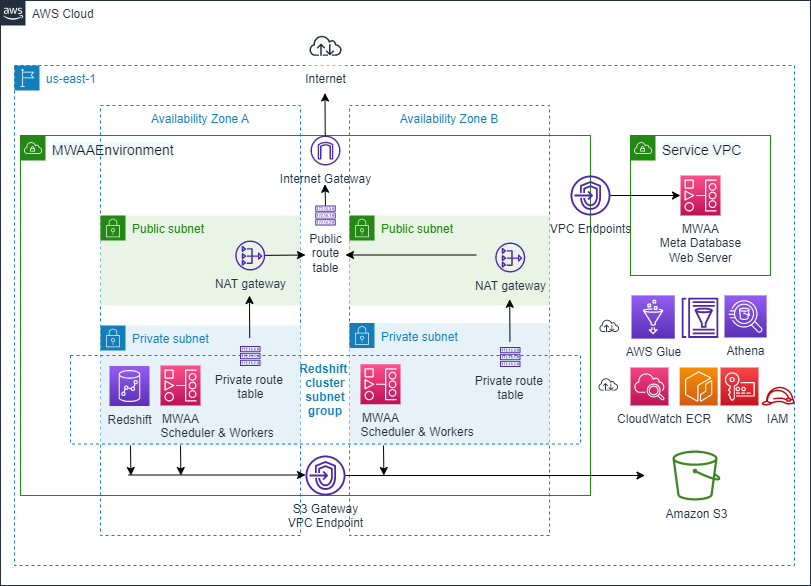 aws
AWS Cloud
Internet
us-east-1
Availability Zone A
Availability Zone B
MWAAEnvironment
Service VPC
Internet Gateway
VPC Endpoints
MWAA
Meta Database
Web Server
Public subnet
Public
route
table
Public subnet
NAT gateway
NAT gateway
Private subnet
Private subnet
AWS Glue
Athena
Redshift
MWAA
Scheduler & Workers
Private route
table
Redshift
cluster
subnet
group
MWAA
Scheduler & Workers
Private route
table
CloudWatch
ECR
KMS
IAM
S3 Gateway
VPC Endpoint
Amazon S3